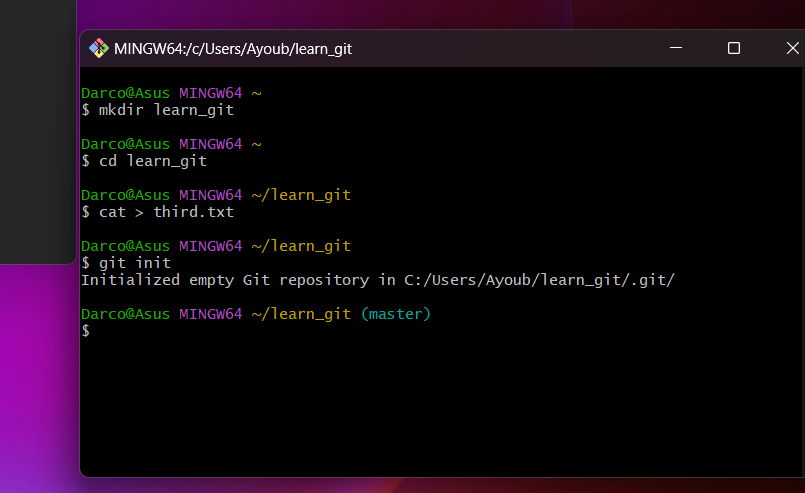 MINGW64:/c/Users/Ayoub/learn_git
Darco@Asus MINGW64 ~
$ mkdir learn_git
Darco@Asus MINGW64 ~
$ cd learn_git
Darco@Asus MINGW64 ~/learn_git
$ cat > third.txt
Darco@Asus MINGW64 ~/learn_git
$ git init
Initialized empty Git repository in C:/Users/Ayoub/learn_git/.git/
Darco@Asus MINGW64 ~/learn_git (master)
$